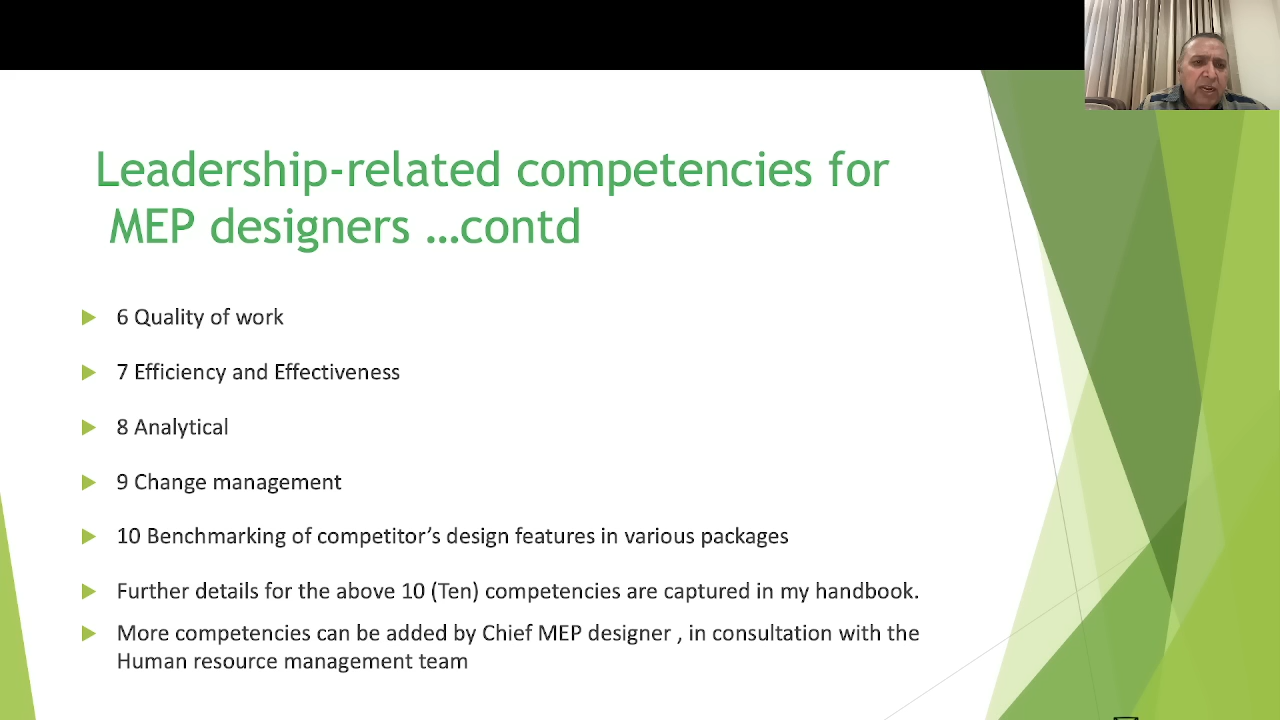 Leadership-related competencies for
MEP designers ...contd
6 Quality of work
7 Efficiency and Effectiveness
8 Analytical
9 Change management
10 Benchmarking of competitor’s design features in various packages
Further details for the above 10 (Ten) competencies are captured in my handbook.
More competencies can be added by Chief MEP designer , in consultation with the
Human resource management team